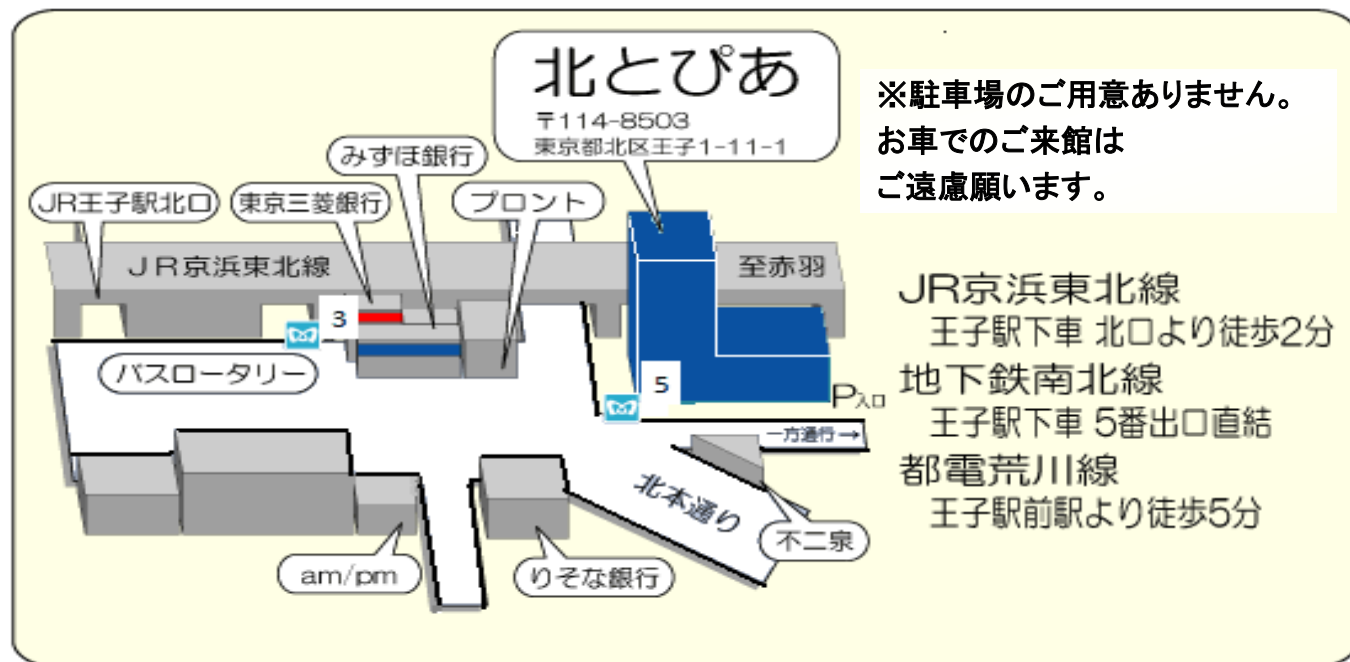 北とぴあ
〒114-8503
東京都北区王子1-11-1
※駐車場のご用意ありません。
お車でのご来館は
ご遠慮願います。
みずほ銀行
JR王子駅北口
東京三菱銀行
プロント
JR京浜東北線
至赤羽
3
バスロータリー
5
P入口
一方通行→
北本通り
不二泉
am/pm
りそな銀行
JR京浜東北線
王子駅下車 北口より徒歩2分
地下鉄南北線
王子駅下車 5番出口直結
都電荒川線
王子駅前駅より徒歩5分